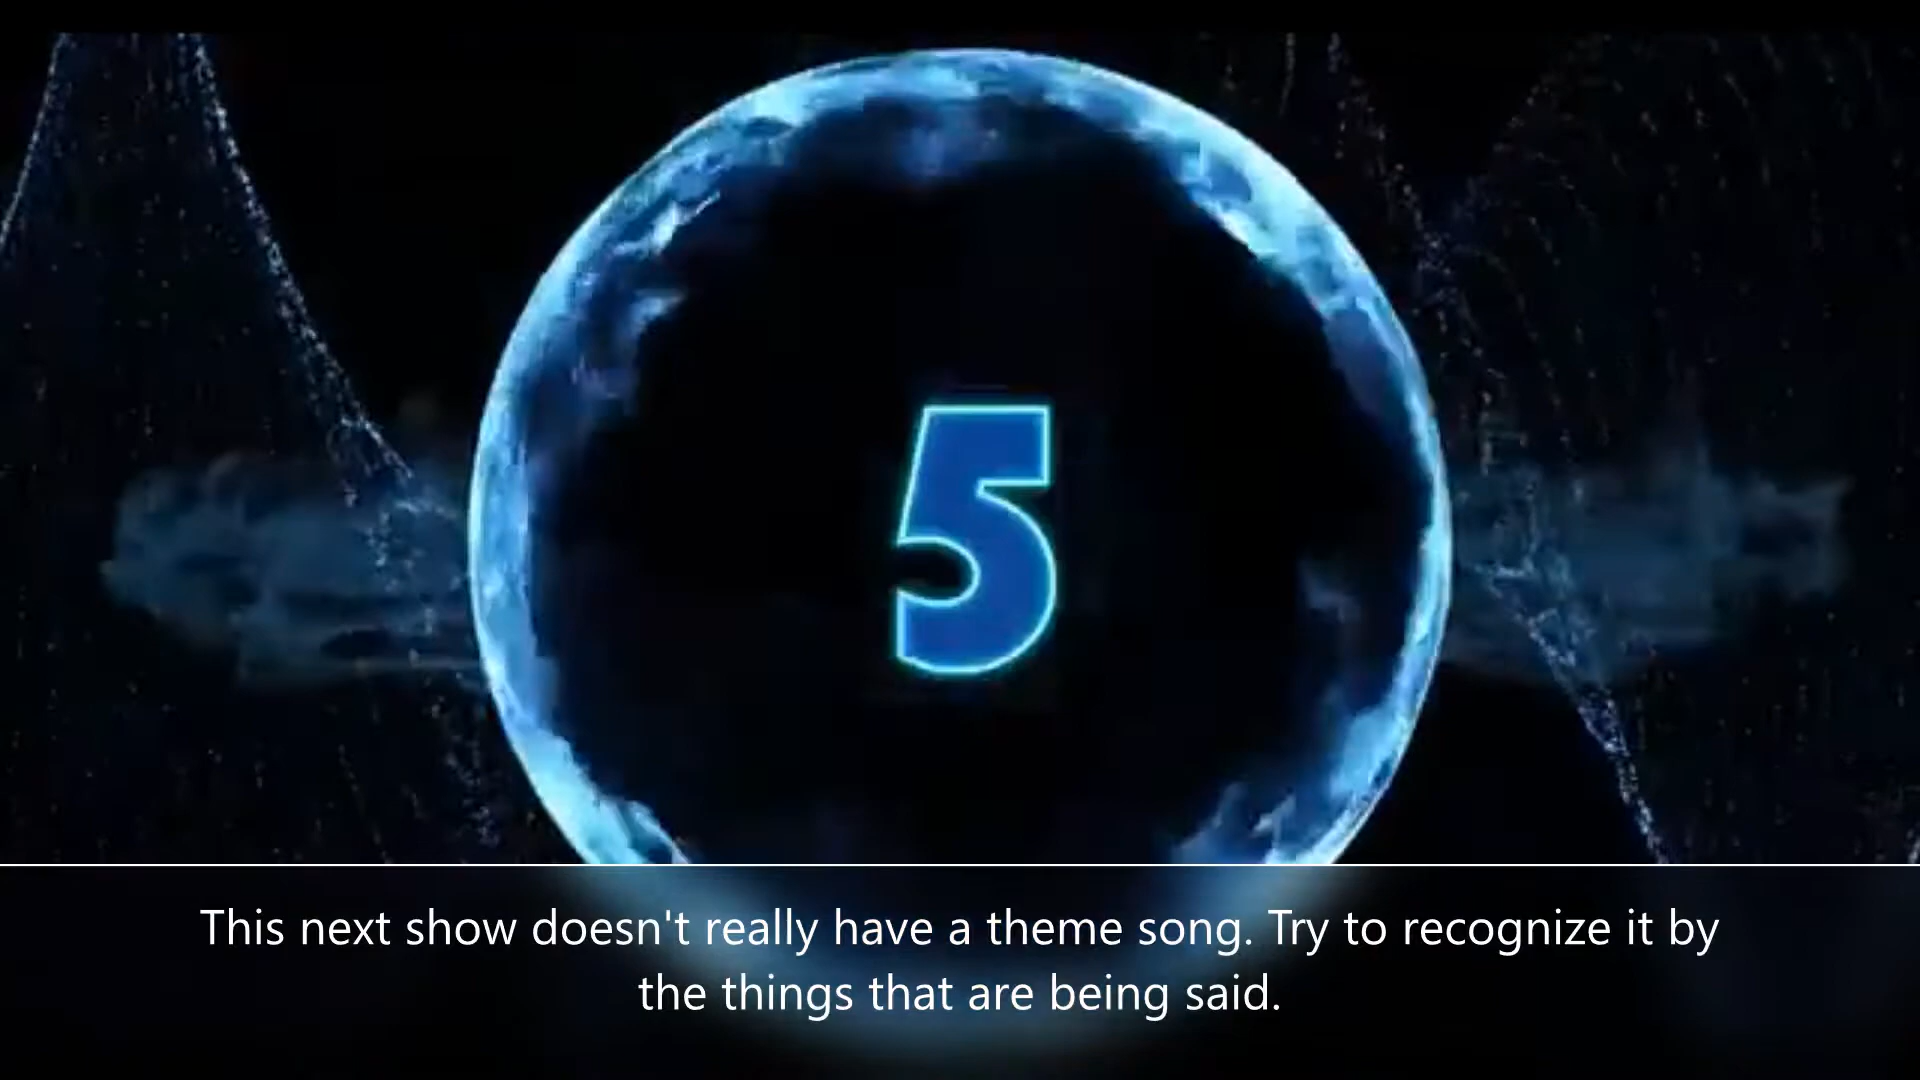 5
This next show doesn't really have a theme song. Try to recognize it by
the things that are being said.